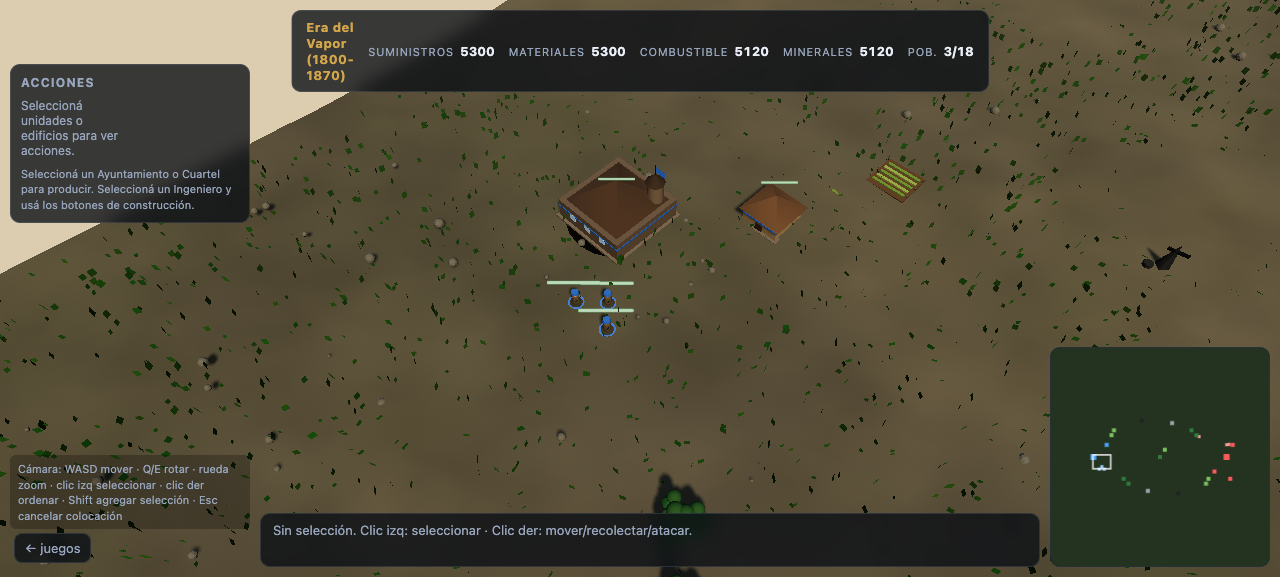 Era del
Vapor
(1800-
1870)
SUMINISTROS 5300 MATERIALES 5300 COMBUSTIBLE 5120 MINERALES 5120 POB. 3/18
ACCIONES
Seleccioná
unidades o
edificios para ver
acciones.
Seleccioná un Ayuntamiento o Cuartel
para producir. Seleccioná un Ingeniero y
usá los botones de construcción.
Cámara: WASD mover · Q/E rotar · rueda
zoom · clic izq seleccionar · clic der
ordenar · Shift agregar selección · Esc
cancelar colocación
← juegos
Sin selección. Clic izq: seleccionar · Clic der: mover/recolectar/atacar.